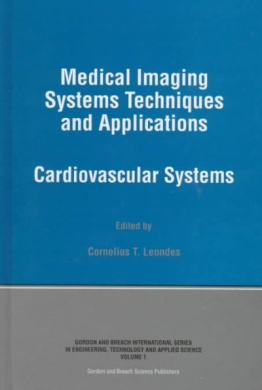 Medical Imaging
Systems Techniques
and Applications
Cardiovascular Systems
Edited by
Cornelius T. Leondes
GORDON AND BREACH INTERNATIONAL SERIES
IN ENGINEERING, TECHNOLOGY AND APPLIED SCIENCE
VOLUME 1
Gordon and Breach Science Publishers